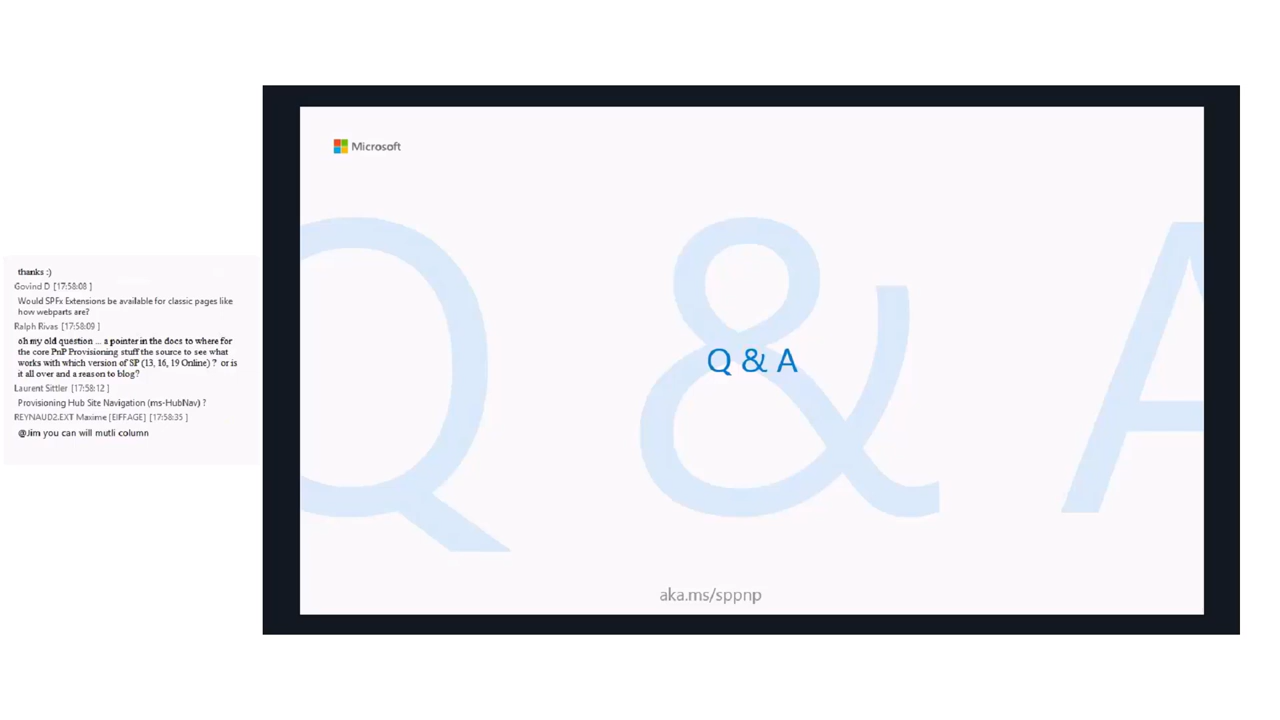 thanks :)
Govind D [17:58:08 ]
Would SPFx Extensions be available for classic pages like
how webparts are?
Ralph Rivas [17:58:09 ]
oh my old question ... a pointer in the docs to where for
the core PnP Provisioning stuff the source to see what
works with which version of SP (13, 16, 19 Online) ?  or is
it all over and a reason to blog?
Laurent Sittler [17:58:12 ]
Provisioning Hub Site Navigation (ms-HubNav) ?
REYNAUD2.EXT Maxime [EIFFAGE] [17:58:35 ]
@Jim you can will mutli column
Microsoft
Q & A
Q & A
aka.ms/sppnp